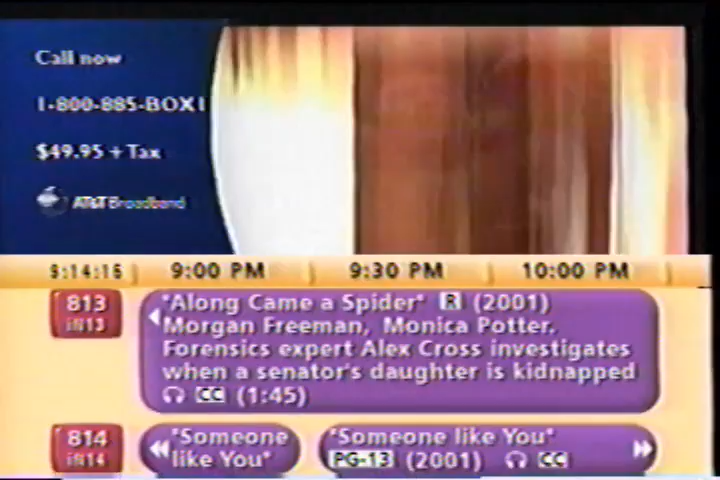 Call now
1-800-885-BOX1
$49.95 + Tax
AT&T Broadband
9:14:16 9:00 PM 9:30 PM 10:00 PM
813
iN13
"Along Came a Spider" R (2001)
Morgan Freeman, Monica Potter.
Forensics expert Alex Cross investigates
when a senator's daughter is kidnapped
CC (1:45)
814
iN14
"Someone
like You"
"Someone like You"
PG-13 (2001) CC